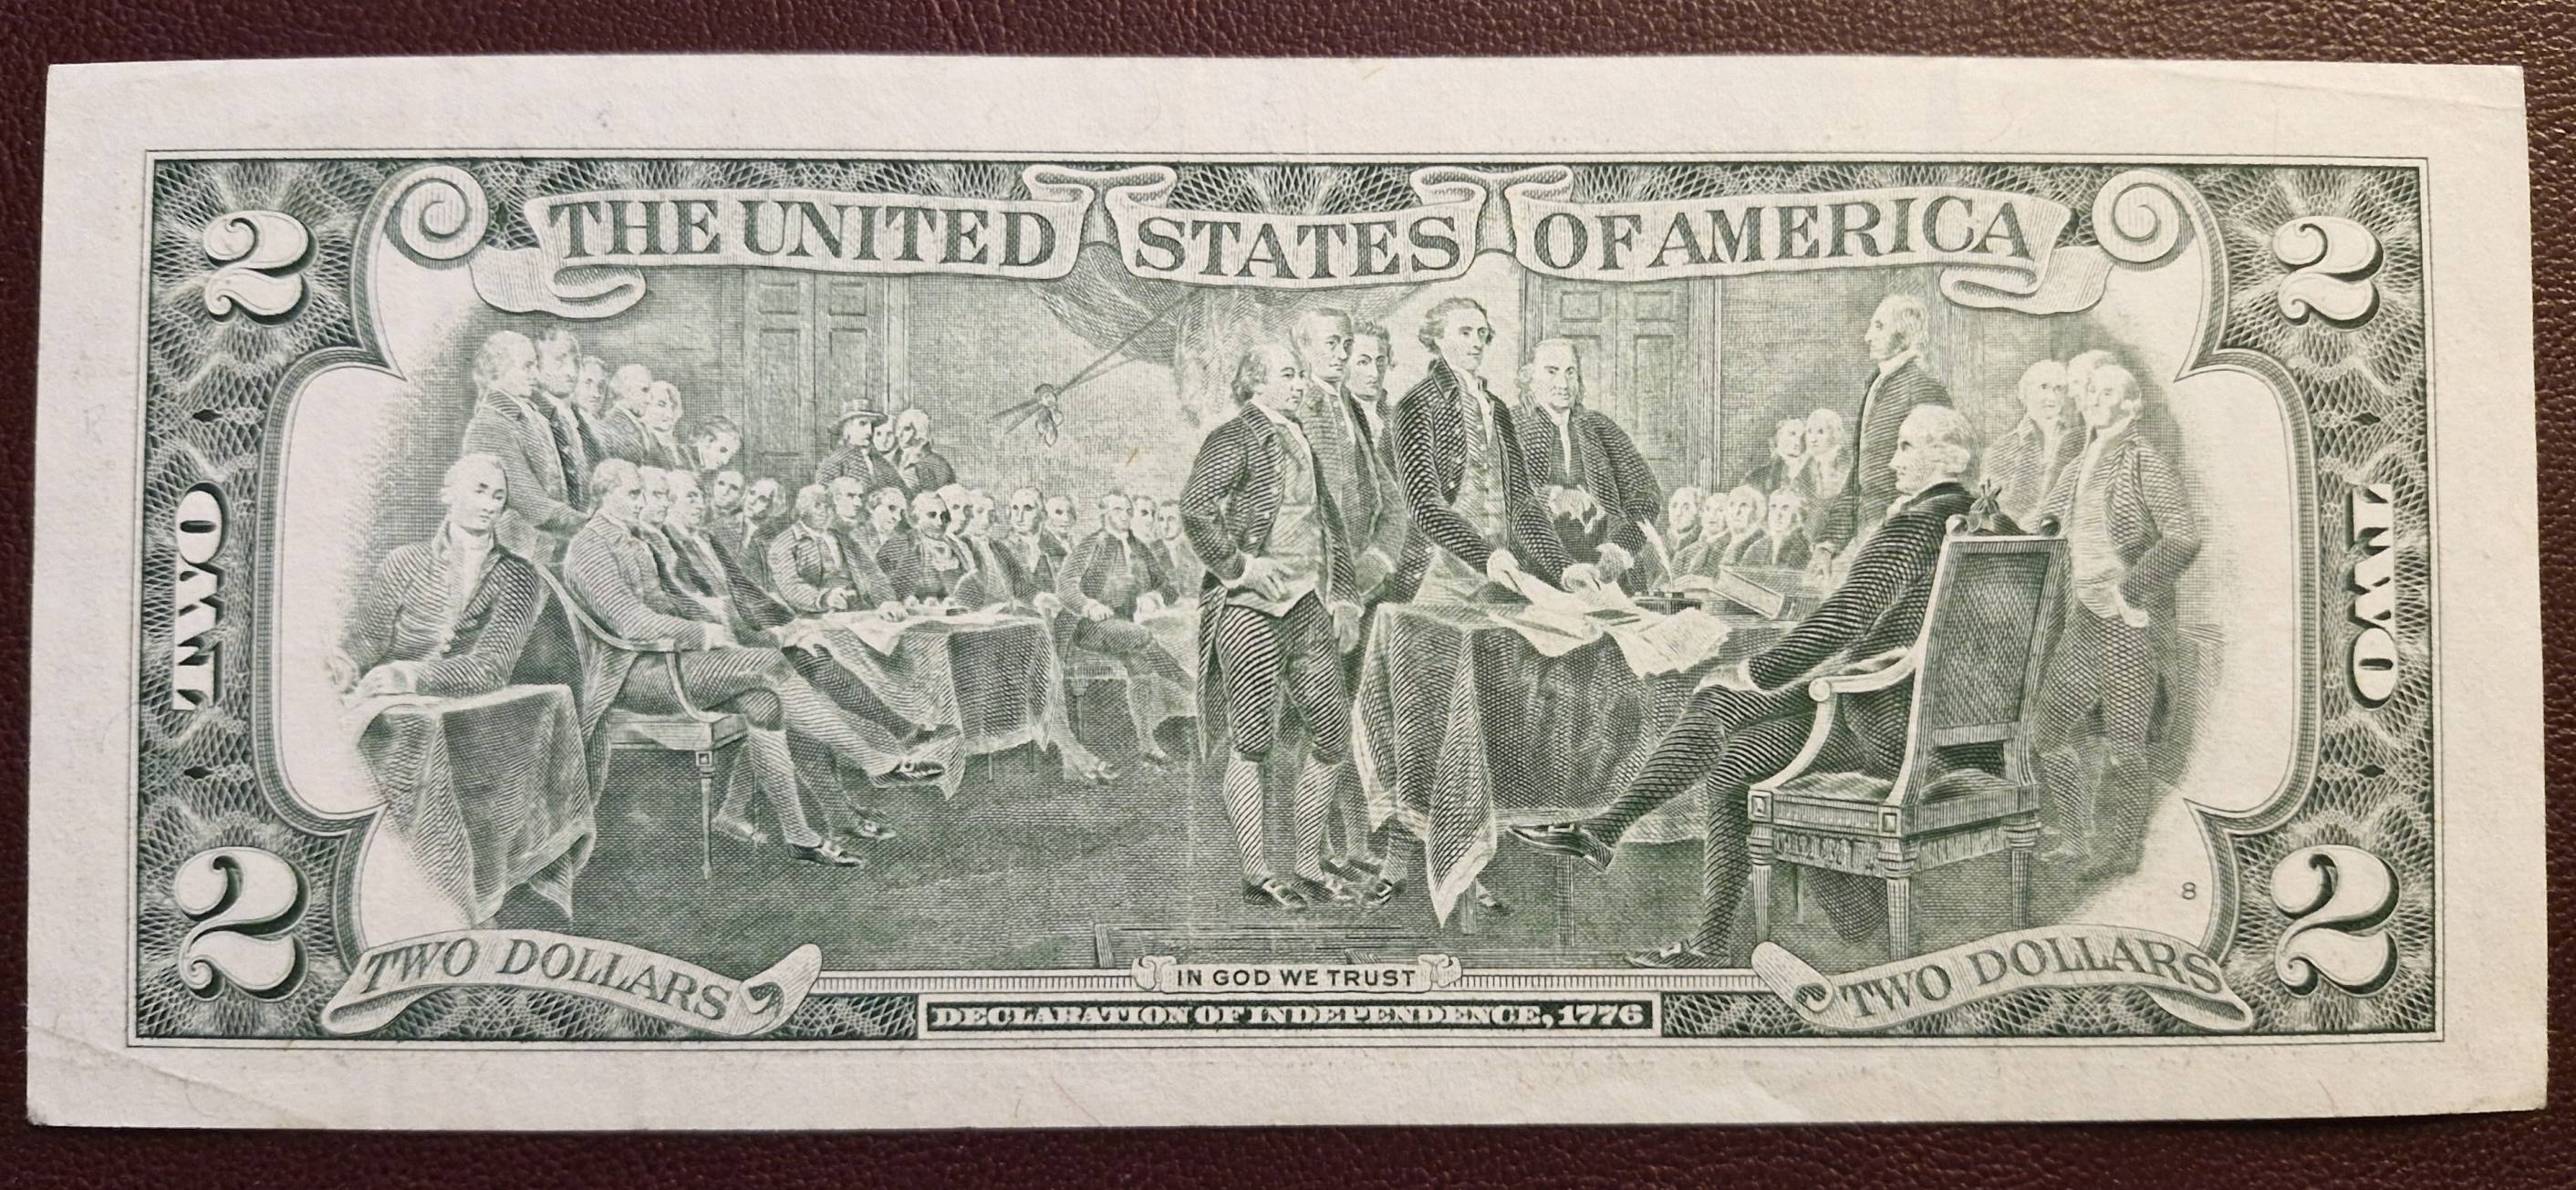 2 THE UNITED STATES OF AMERICA 2
TWO
TWO
8
2 TWO DOLLARS IN GOD WE TRUST TWO DOLLARS 2
DECLARATION OF INDEPENDENCE, 1776